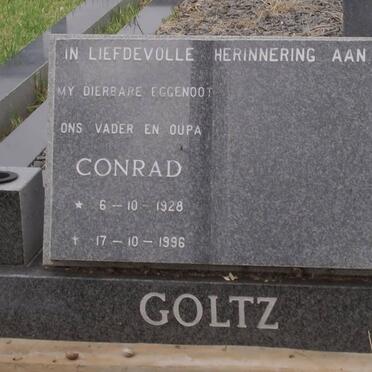 IN LIEFDEVOLLE HERINNERING AAN
MY DIERBARE EGGENOOT
ONS VADER EN OUPA
CONRAD
* 6-10-1928
† 17-10-1996
GOLTZ